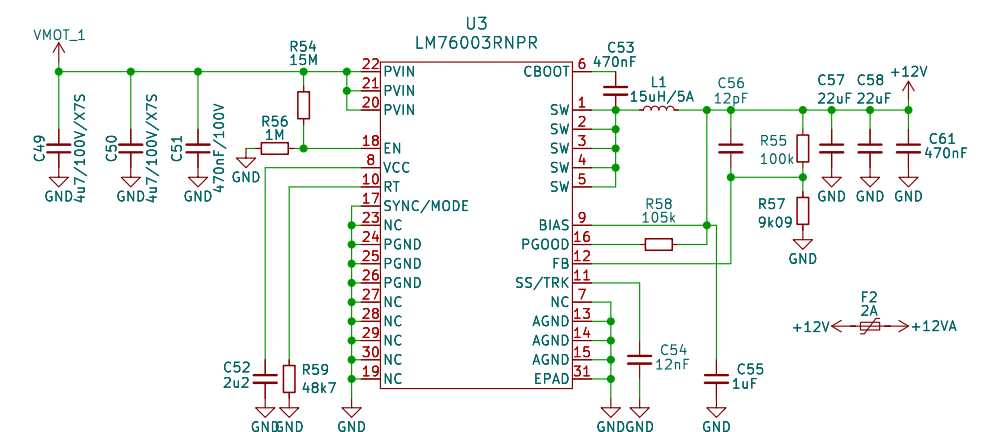 U3
LM76003RNPR
VMOT_1
R54
15M
C53
470nF
22 PVIN
CBOOT 6
+12V
21 PVIN
L1
15uH/5A
C56
12pF
C57
22uF
C58
22uF
20 PVIN
SW 1
SW 2
R56
1M
C49
4u7/100V/X7S
C50
4u7/100V/X7S
C51
470nF/100V
18 EN
SW 3
R55
100k
C61
470nF
8 VCC
SW 4
GND
10 RT
SW 5
GND
GND
GND
GND
GND
GND
17 SYNC/MODE
R58
105k
R57
9k09
23 NC
BIAS 9
24 PGND
PGOOD 16
25 PGND
FB 12
GND
26 PGND
SS/TRK 11
27 NC
NC 7
28 NC
AGND 13
F2
2A
+12V
+12VA
29 NC
AGND 14
30 NC
AGND 15
19 NC
EPAD 31
C52
2u2
R59
48k7
C54
12nF
C55
1uF
GND
GND
GND
GND
GND
GND